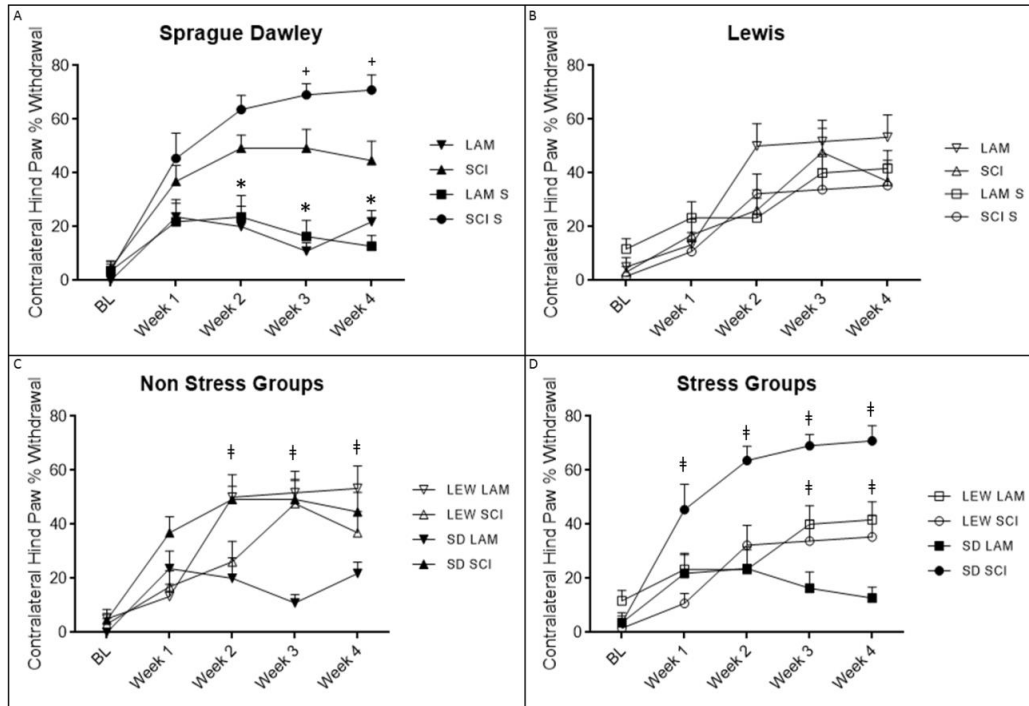 A
Sprague Dawley
Contralateral Hind Paw % Withdrawal
80
60
40
20
0
BL
Week 1
Week 2
Week 3
Week 4
+
+
*
*
*
LAM
SCI
LAM S
SCI S
B
Lewis
Contralateral Hind Paw % Withdrawal
80
60
40
20
0
BL
Week 1
Week 2
Week 3
Week 4
LAM
SCI
LAM S
SCI S
C
Non Stress Groups
Contralateral Hind Paw % Withdrawal
80
60
40
20
0
BL
Week 1
Week 2
Week 3
Week 4
ǂ
ǂ
ǂ
LEW LAM
LEW SCI
SD LAM
SD SCI
D
Stress Groups
Contralateral Hind Paw % Withdrawal
80
60
40
20
0
BL
Week 1
Week 2
Week 3
Week 4
ǂ
ǂ
ǂ
ǂ
ǂ
ǂ
LEW LAM
LEW SCI
SD LAM
SD SCI